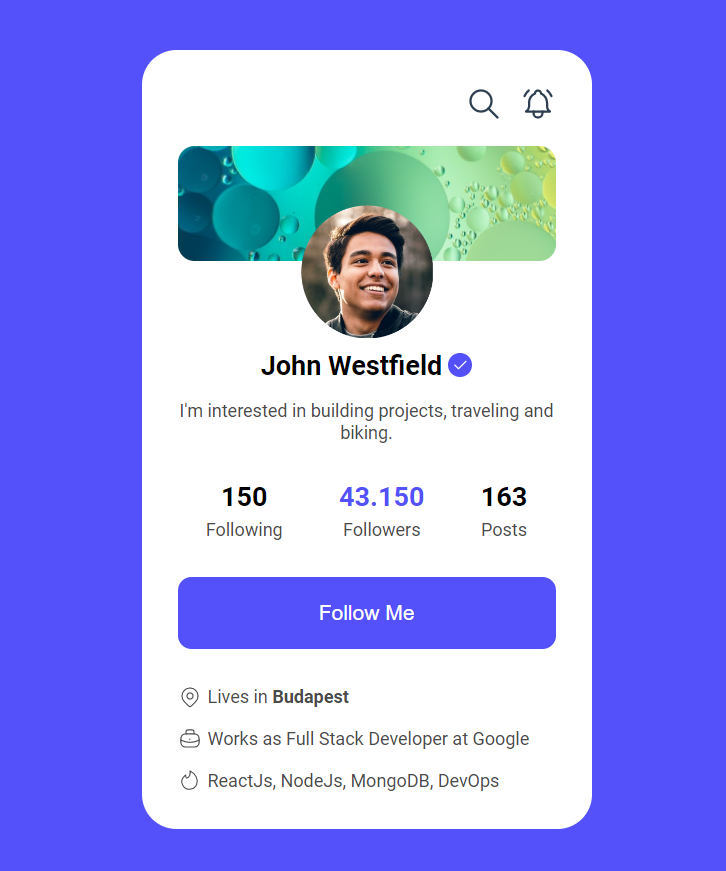 John Westfield
I'm interested in building projects, traveling and
biking.
150 43.150 163
Following Followers Posts
Follow Me
Lives in Budapest
Works as Full Stack Developer at Google
ReactJs, NodeJs, MongoDB, DevOps